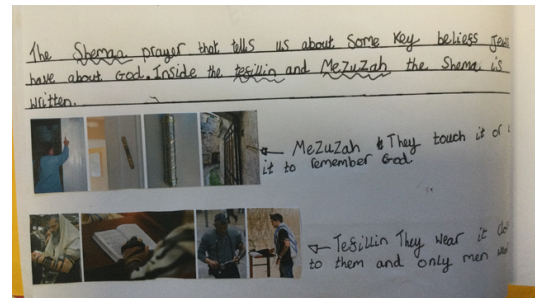 The Shemaa prayer that tells us about Some Key beliefs Jews
have about God. Inside the tefillin and MeZuZah the Shema is
written.
MeZuZah They touch it or
it to remember God.
Tefillin They wear it
to them and only men